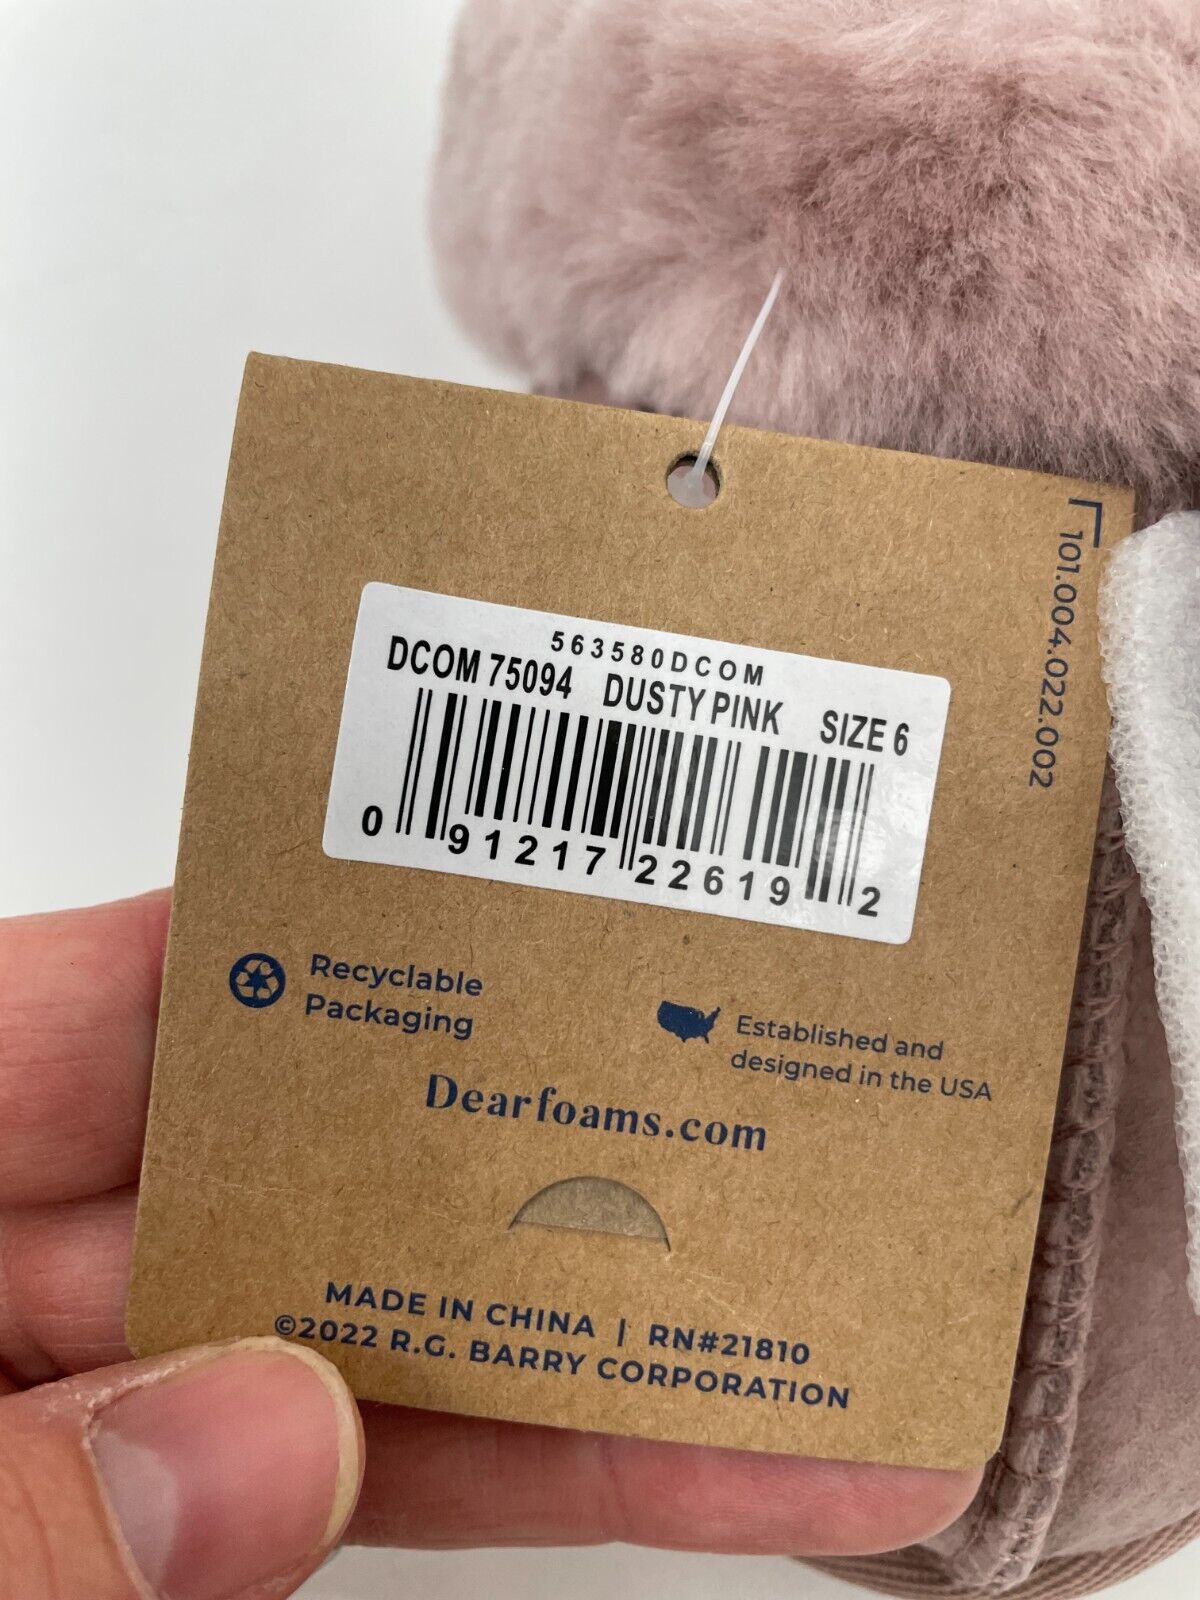 563580DCOM
DCOM 75094 DUSTY PINK SIZE 6
0 91217 22619 2
101.004.022.002
Recyclable
Packaging
Established and
designed in the USA
Dearfoams.com
MADE IN CHINA | RN#21810
©2022 R.G. BARRY CORPORATION